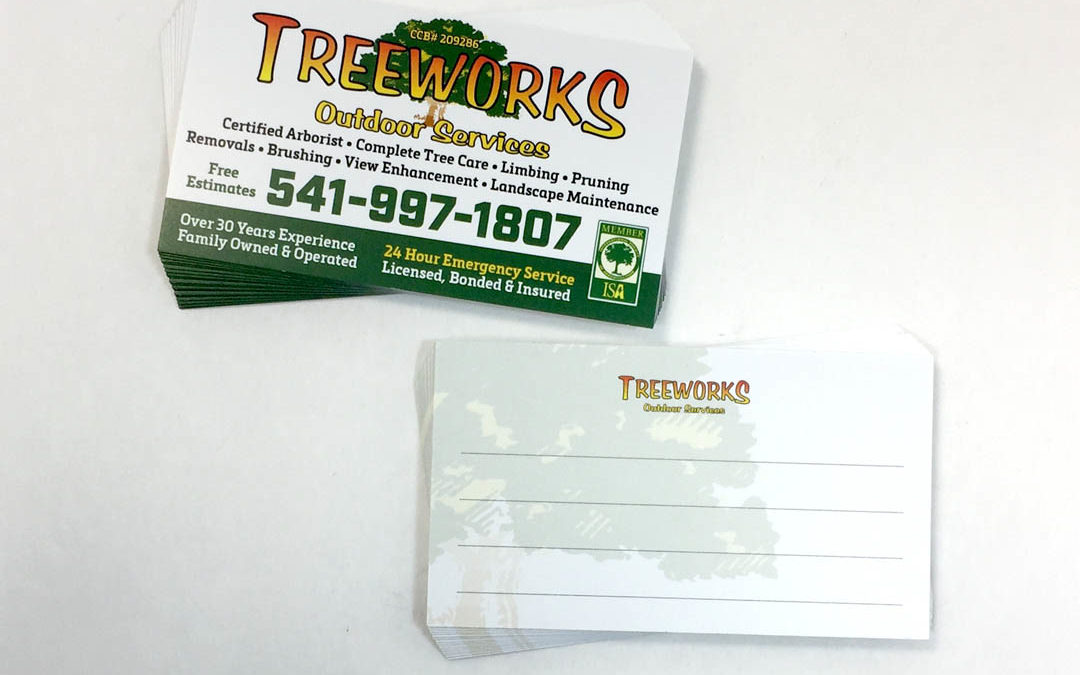 CCB# 209286
TREEWORKS
Outdoor Services
Certified Arborist • Complete Tree Care • Limbing • Pruning
Removals • Brushing • View Enhancement • Landscape Maintenance
Free
Estimates
541-997-1807
Over 30 Years Experience
Family Owned & Operated
24 Hour Emergency Service
Licensed, Bonded & Insured
MEMBER
ISA
TREEWORKS
Outdoor Services